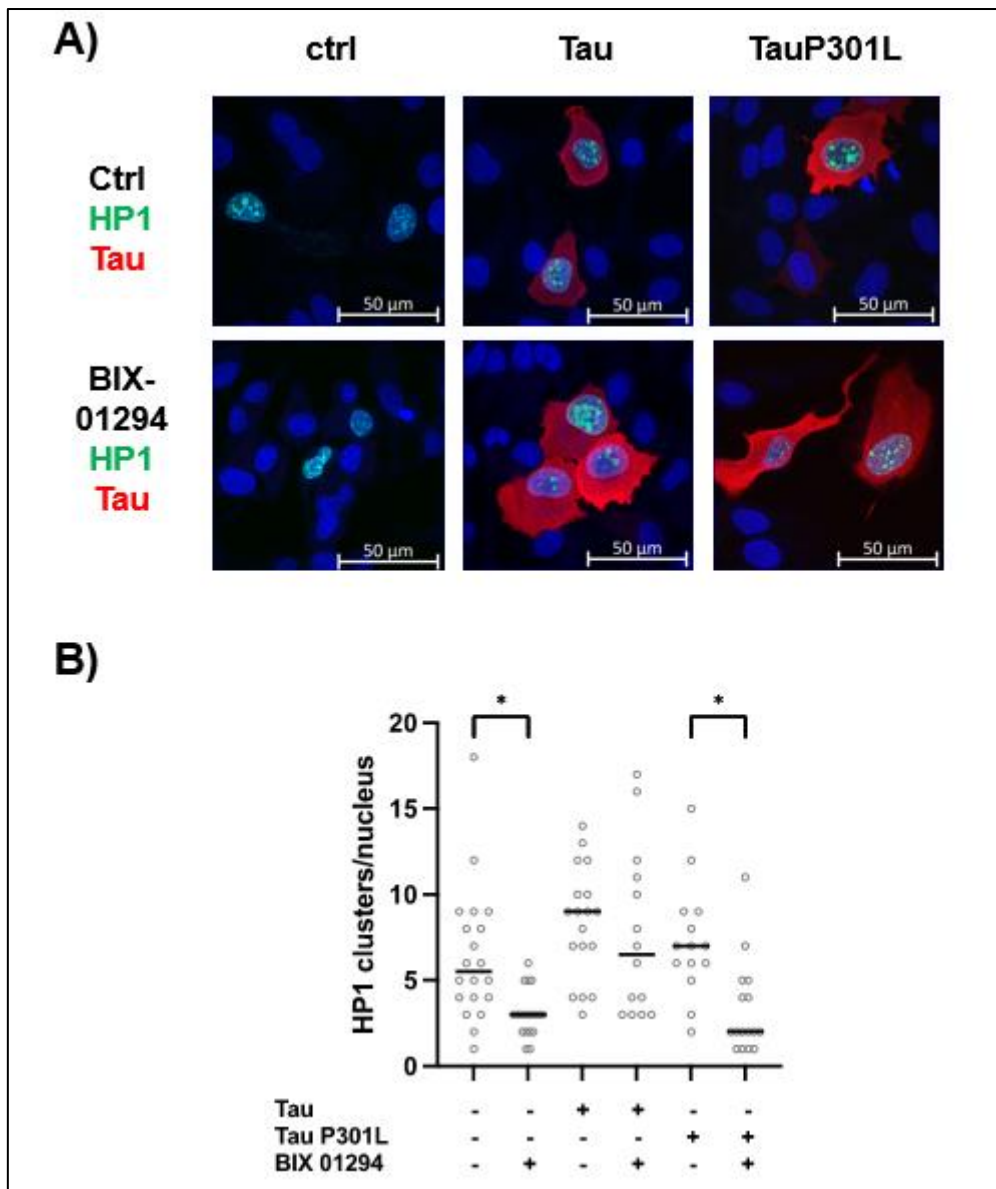 A)
ctrl Tau TauP301L
Ctrl
HP1
Tau
50 µm 50 µm 50 µm
BIX-
01294
HP1
Tau
50 µm 50 µm 50 µm
B)
* *
HP1 clusters/nucleus
20
15
10
5
0
Tau - - + + - -
Tau P301L - - - - + +
BIX 01294 - + - + - +